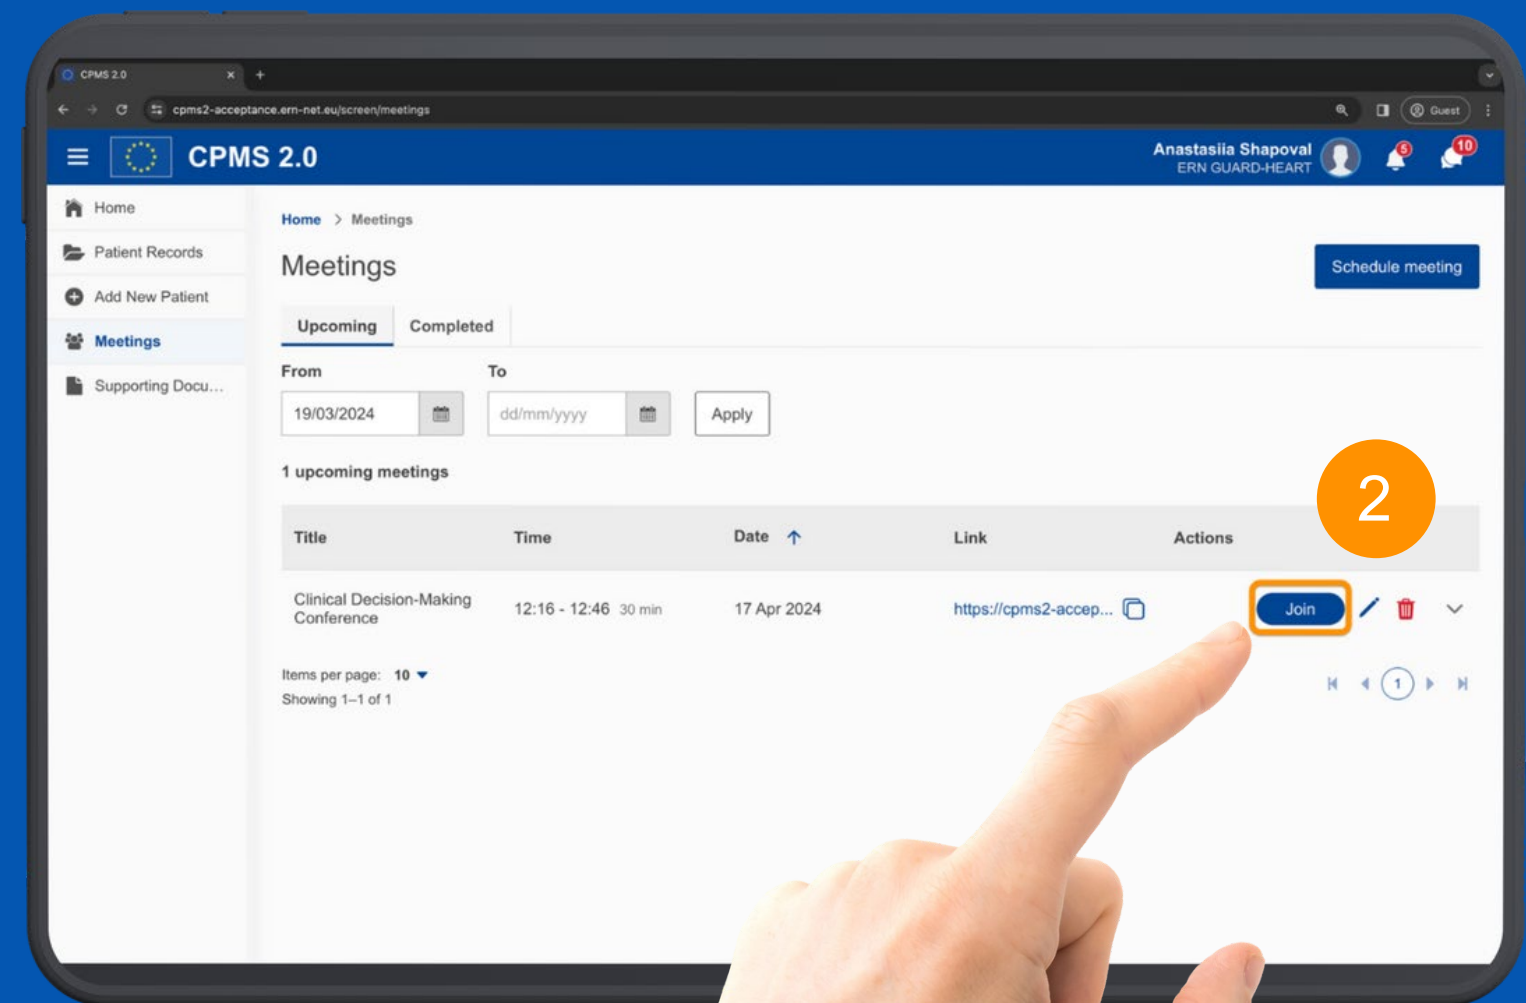 CPMS 2.0
cpms2-acceptance.ern-net.eu/screen/meetings
Guest
CPMS 2.0
Anastasiia Shapoval
ERN GUARD-HEART
5
10
Home
Patient Records
Add New Patient
Meetings
Supporting Docu...
Home > Meetings
Meetings
Schedule meeting
Upcoming
Completed
From
To
19/03/2024
dd/mm/yyyy
Apply
1 upcoming meetings
2
Title
Time
Date
Link
Actions
Clinical Decision-Making
Conference
12:16 - 12:46 30 min
17 Apr 2024
https://cpms2-accep...
Join
Items per page: 10
Showing 1–1 of 1
1